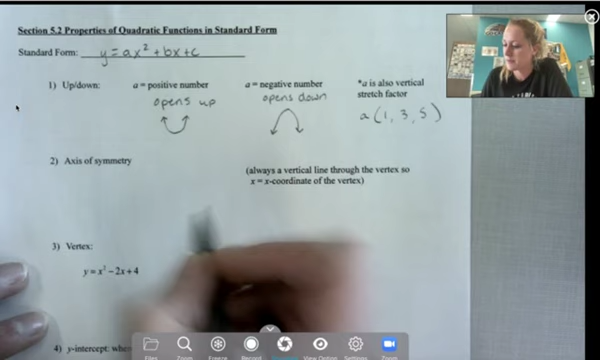 Section 5.2 Properties of Quadratic Functions in Standard Form
Standard Form: y = ax² + bx + c
1) Up/down: a = positive number a = negative number *a is also vertical
stretch factor
opens up opens down
a(1, 3, 5)
2) Axis of symmetry
(always a vertical line through the vertex so
x = x-coordinate of the vertex)
3) Vertex:
y = x² − 2x + 4
4) y-intercept: when
Files Zoom Freeze Record View Option Settings Zoom